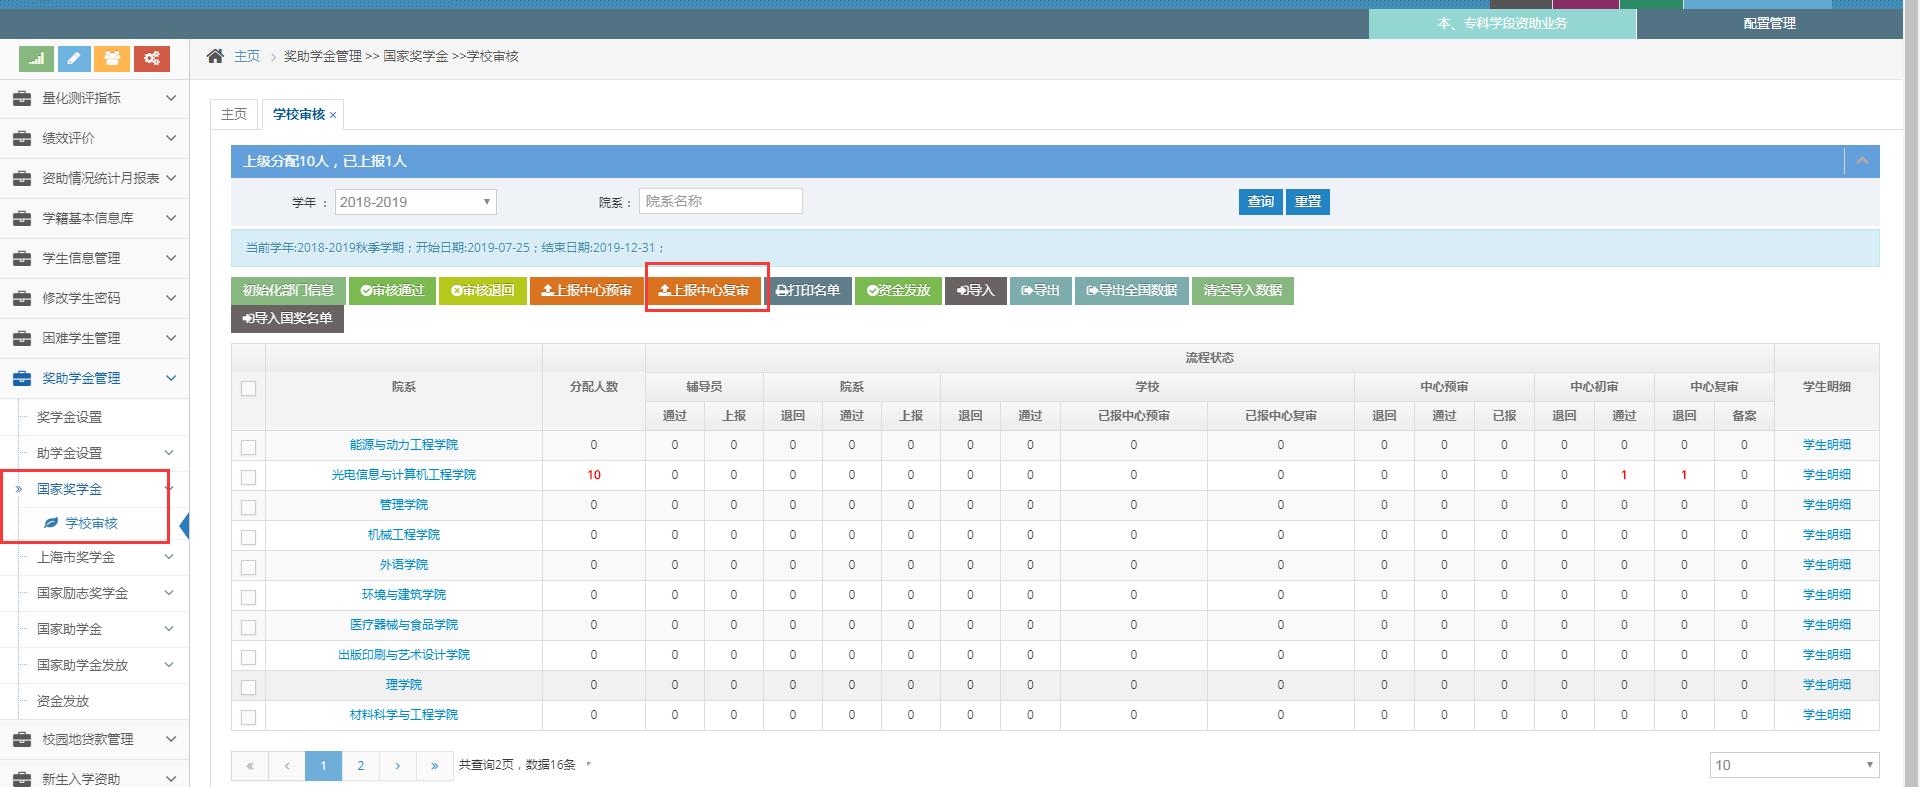 本、专科学段资助业务 配置管理
主页 奖助学金管理 >> 国家奖学金 >>学校审核
量化测评指标
绩效评价
资助情况统计月报表
学籍基本信息库
学生信息管理
修改学生密码
困难学生管理
奖助学金管理
奖学金设置
助学金设置
国家奖学金
学校审核
上海市奖学金
国家励志奖学金
国家助学金
国家助学金发放
资金发放
校园地贷款管理
新生入学资助
主页 学校审核 ×
上级分配10人，已上报1人
学年 ： 2018-2019 院系 ： 院系名称 查询 重置
当前学年:2018-2019秋季学期；开始日期:2019-07-25；结束日期:2019-12-31；
初始化部门信息 审核通过 审核退回 上报中心预审 上报中心复审 打印名单 资金发放 导入 导出 导出全国数据 清空导入数据
导入国奖名单
流程状态
院系 分配人数 辅导员 院系 学校 中心预审 中心初审 中心复审 学生明细
通过 上报 退回 通过 上报 退回 通过 已报中心预审 已报中心复审 退回 通过 已报 退回 通过 退回 备案
能源与动力工程学院 0 0 0 0 0 0 0 0 0 0 0 0 0 0 0 0 0 学生明细
光电信息与计算机工程学院 10 0 0 0 0 0 0 0 0 0 0 0 0 0 1 1 0 学生明细
管理学院 0 0 0 0 0 0 0 0 0 0 0 0 0 0 0 0 0 学生明细
机械工程学院 0 0 0 0 0 0 0 0 0 0 0 0 0 0 0 0 0 学生明细
外语学院 0 0 0 0 0 0 0 0 0 0 0 0 0 0 0 0 0 学生明细
环境与建筑学院 0 0 0 0 0 0 0 0 0 0 0 0 0 0 0 0 0 学生明细
医疗器械与食品学院 0 0 0 0 0 0 0 0 0 0 0 0 0 0 0 0 0 学生明细
出版印刷与艺术设计学院 0 0 0 0 0 0 0 0 0 0 0 0 0 0 0 0 0 学生明细
理学院 0 0 0 0 0 0 0 0 0 0 0 0 0 0 0 0 0 学生明细
材料科学与工程学院 0 0 0 0 0 0 0 0 0 0 0 0 0 0 0 0 0 学生明细
« ‹ 1 2 › » 共查询2页，数据16条 10